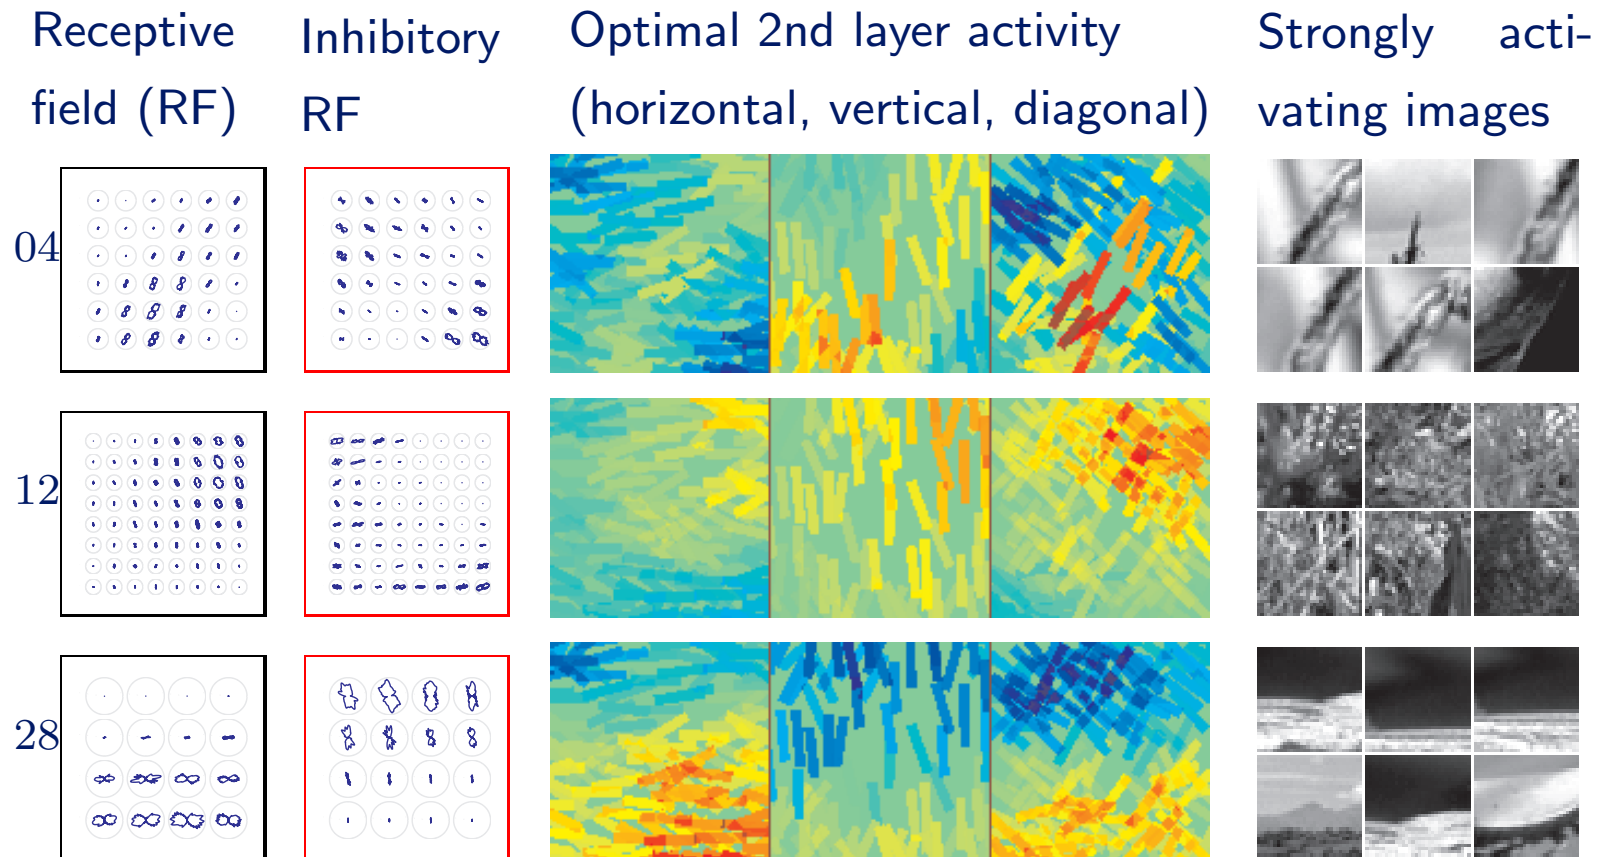 Receptive
field (RF)
Inhibitory
RF
Optimal 2nd layer activity
(horizontal, vertical, diagonal)
Strongly acti-
vating images
04
12
28